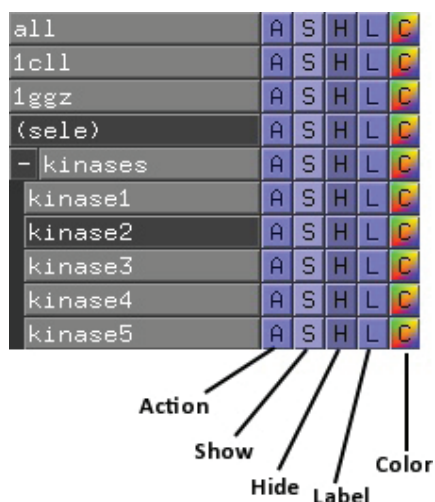 all A S H L C
1cll A S H L C
1ggz A S H L C
(sele) A S H L C
- kinases A S H L C
kinase1 A S H L C
kinase2 A S H L C
kinase3 A S H L C
kinase4 A S H L C
kinase5 A S H L C
Action
Show
Hide
Label
Color